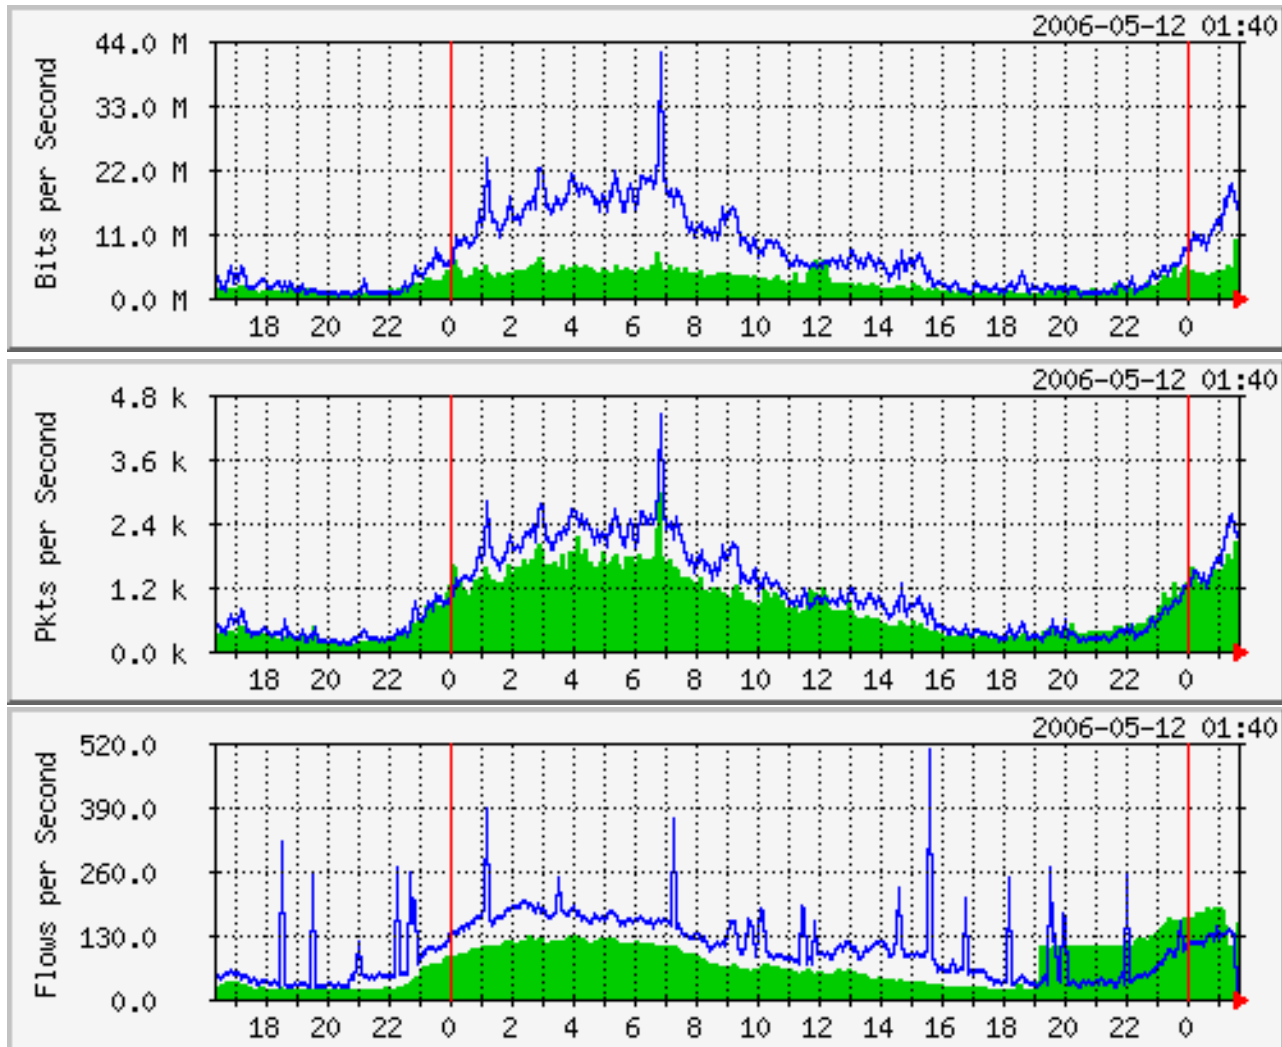 2006-05-12 01:40
Bits per Second
44.0 M
33.0 M
22.0 M
11.0 M
0.0 M
18 20 22 0 2 4 6 8 10 12 14 16 18 20 22 0
2006-05-12 01:40
Pkts per Second
4.8 k
3.6 k
2.4 k
1.2 k
0.0 k
18 20 22 0 2 4 6 8 10 12 14 16 18 20 22 0
2006-05-12 01:40
Flows per Second
520.0
390.0
260.0
130.0
0.0
18 20 22 0 2 4 6 8 10 12 14 16 18 20 22 0